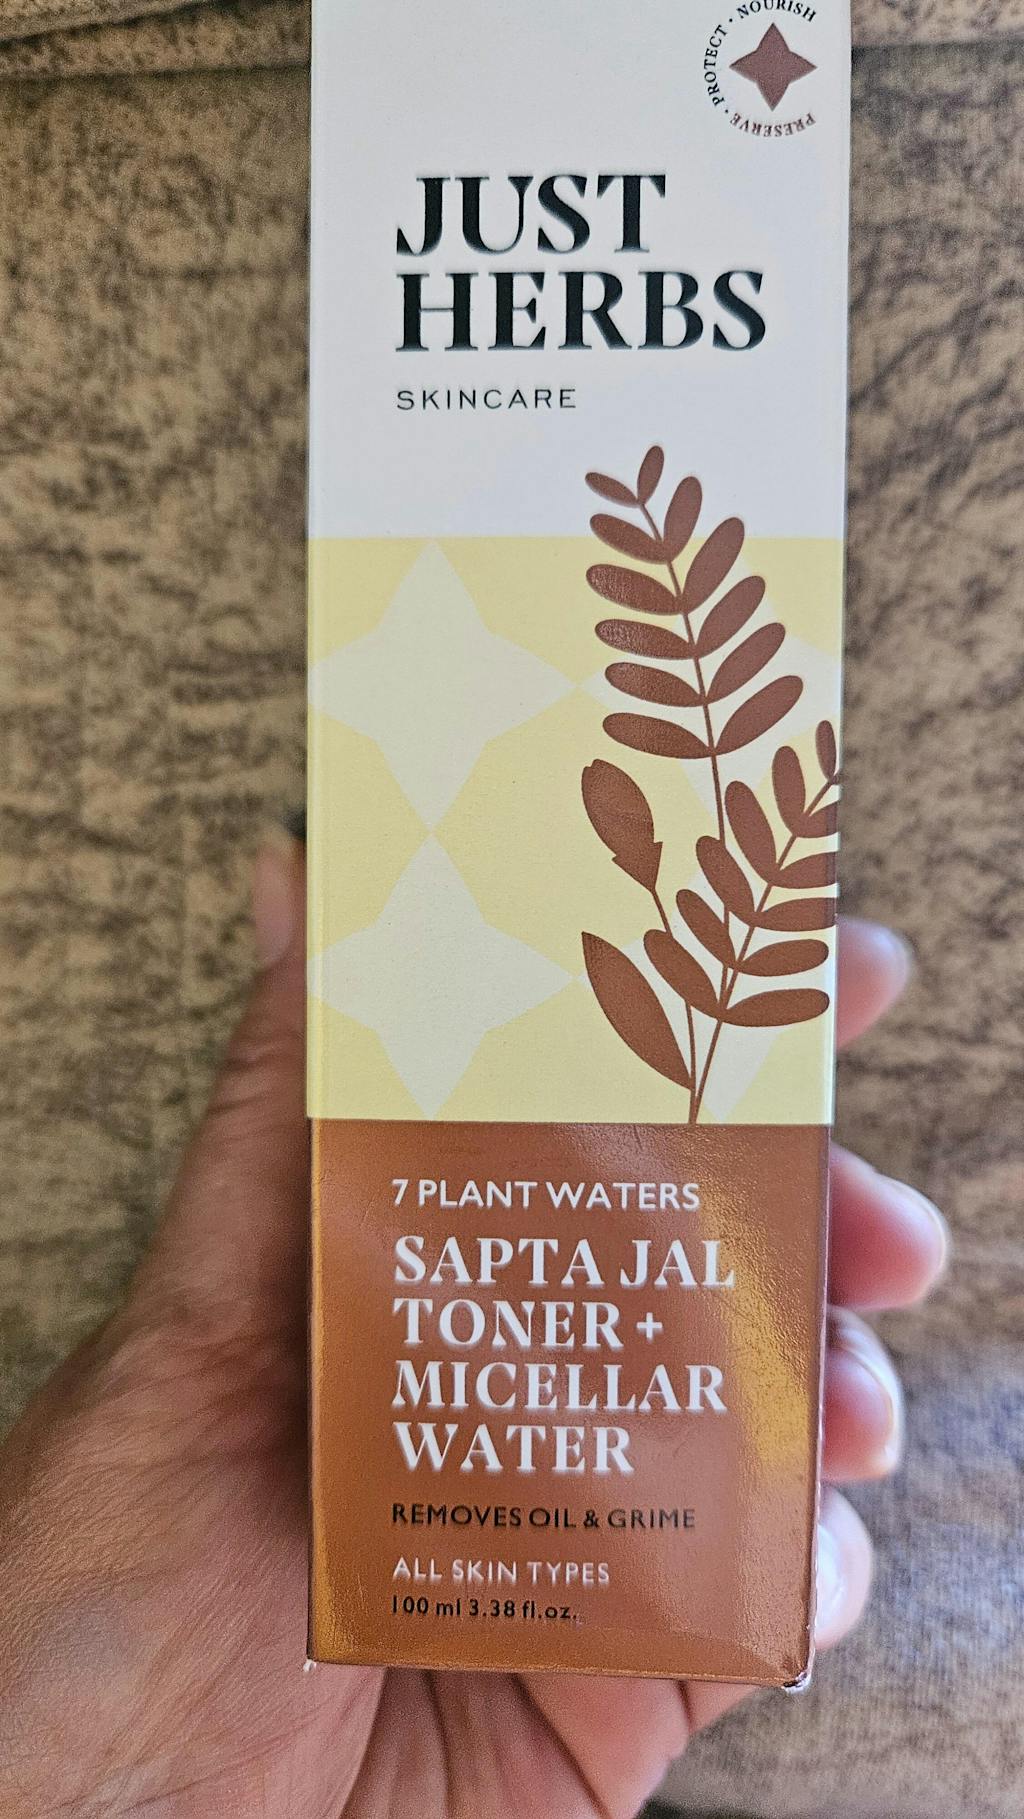 PRESERVE • PROTECT • NOURISH
JUST
HERBS
SKINCARE
7 PLANT WATERS
SAPTA JAL
TONER +
MICELLAR
WATER
REMOVES OIL & GRIME
ALL SKIN TYPES
100 ml 3.38 fl.oz.